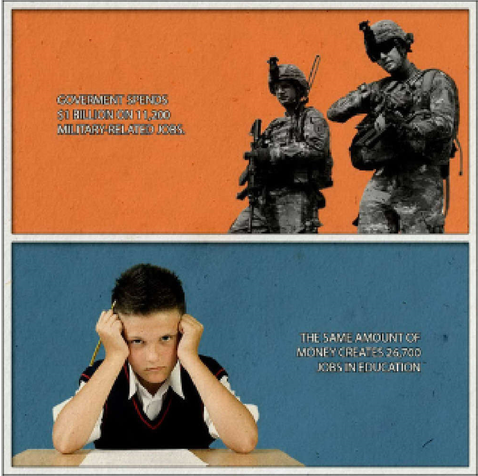 GOVERMENT SPENDS
$1 BILLION ON 11,200
MILITARY-RELATED JOBS.
THE SAME AMOUNT OF
MONEY CREATES 26,700
JOBS IN EDUCATION